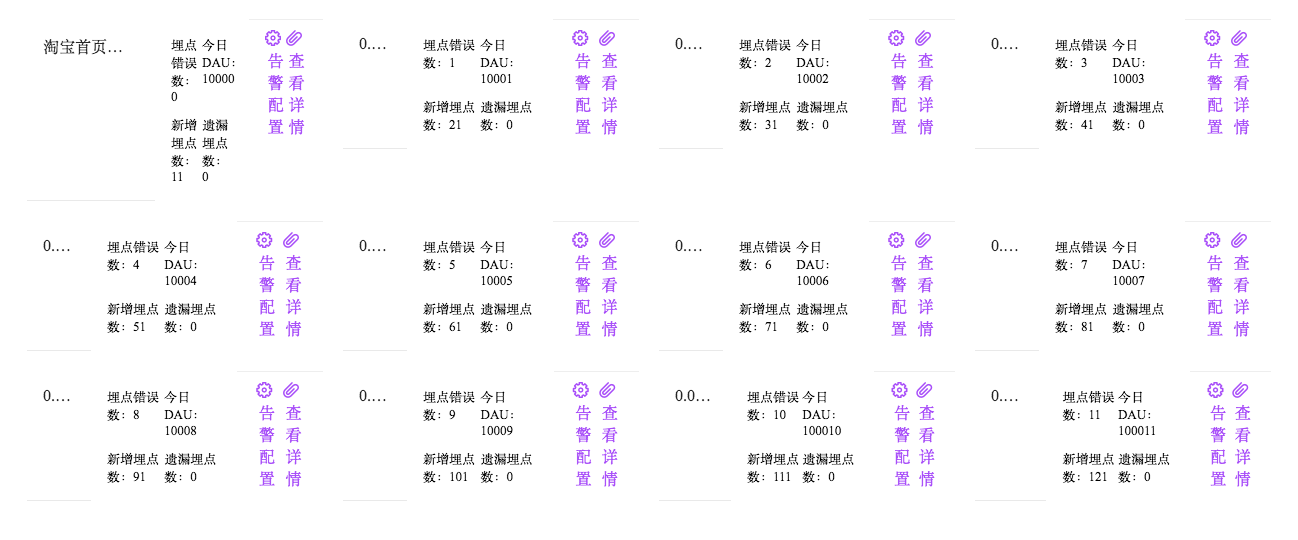 淘宝首页...
埋点错误数：0
今日DAU：10000
新增埋点数：11
遗漏埋点数：0
告警配置
查看详情
0....
埋点错误数：1
今日DAU：10001
新增埋点数：21
遗漏埋点数：0
告警配置
查看详情
0....
埋点错误数：2
今日DAU：10002
新增埋点数：31
遗漏埋点数：0
告警配置
查看详情
0....
埋点错误数：3
今日DAU：10003
新增埋点数：41
遗漏埋点数：0
告警配置
查看详情
0....
埋点错误数：4
今日DAU：10004
新增埋点数：51
遗漏埋点数：0
告警配置
查看详情
0....
埋点错误数：5
今日DAU：10005
新增埋点数：61
遗漏埋点数：0
告警配置
查看详情
0....
埋点错误数：6
今日DAU：10006
新增埋点数：71
遗漏埋点数：0
告警配置
查看详情
0....
埋点错误数：7
今日DAU：10007
新增埋点数：81
遗漏埋点数：0
告警配置
查看详情
0....
埋点错误数：8
今日DAU：10008
新增埋点数：91
遗漏埋点数：0
告警配置
查看详情
0....
埋点错误数：9
今日DAU：10009
新增埋点数：101
遗漏埋点数：0
告警配置
查看详情
0.0...
埋点错误数：10
今日DAU：100010
新增埋点数：111
遗漏埋点数：0
告警配置
查看详情
0....
埋点错误数：11
今日DAU：100011
新增埋点数：121
遗漏埋点数：0
告警配置
查看详情